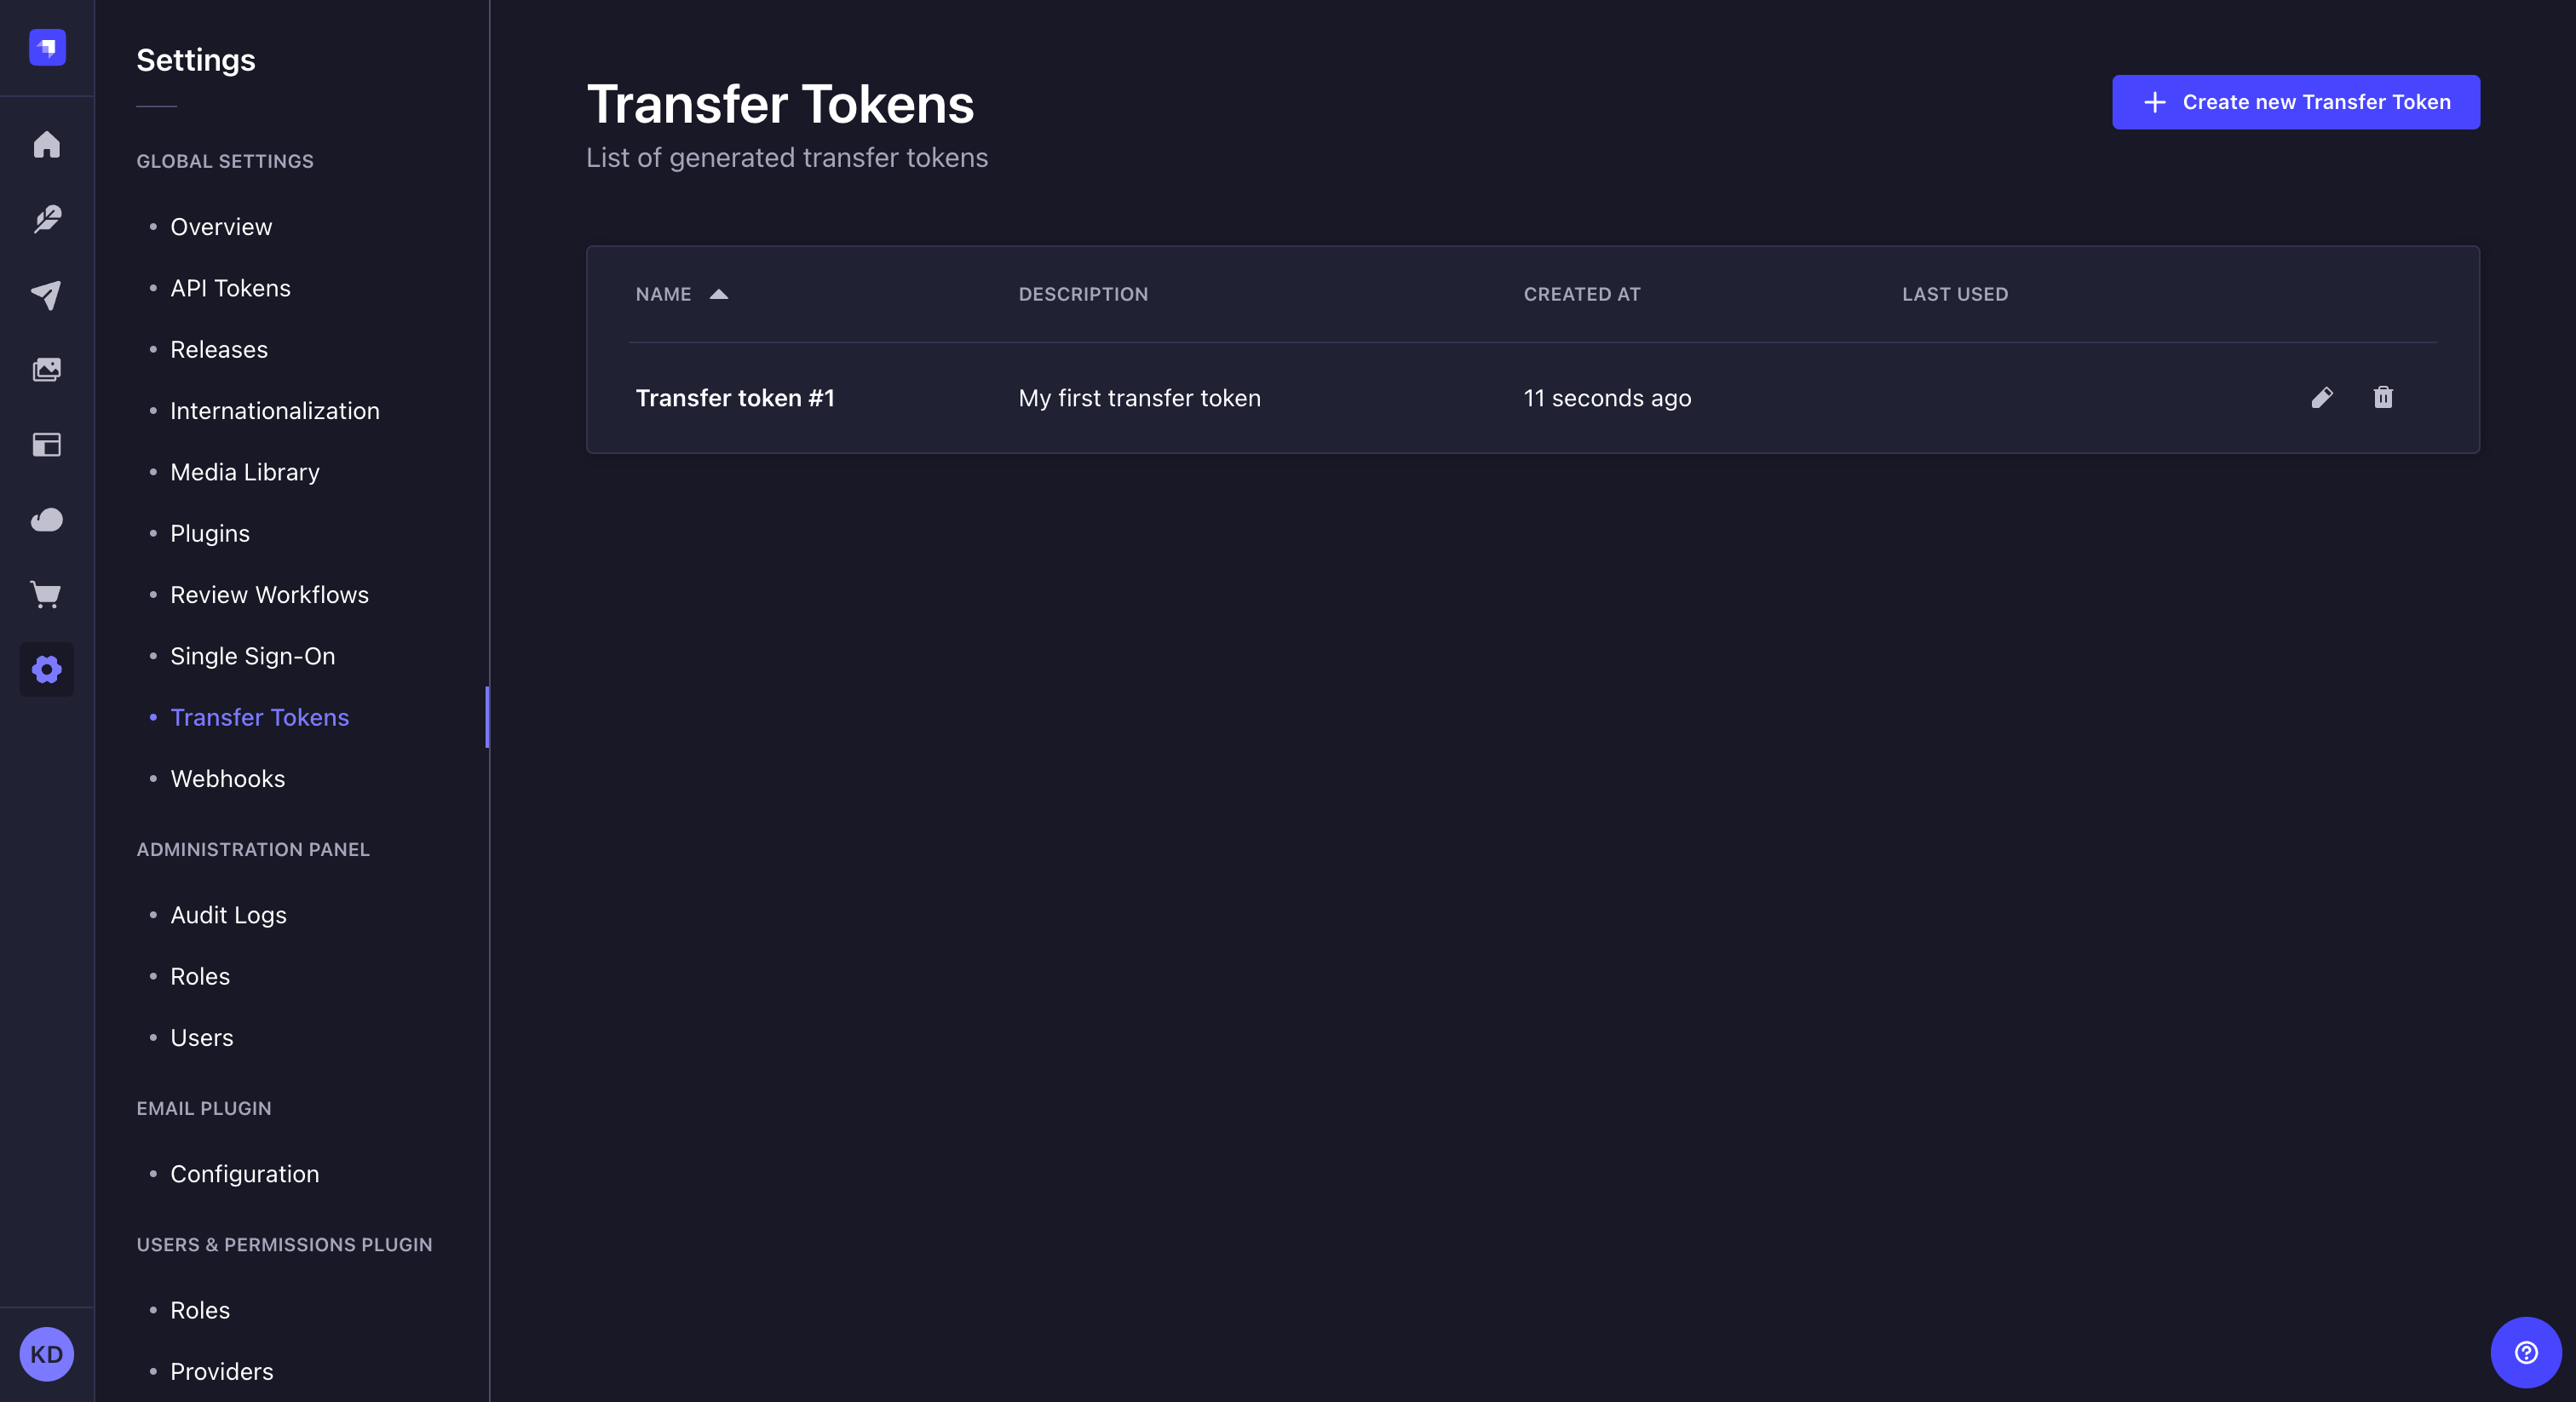 Settings
GLOBAL SETTINGS
Overview
API Tokens
Releases
Internationalization
Media Library
Plugins
Review Workflows
Single Sign-On
Transfer Tokens
Webhooks
ADMINISTRATION PANEL
Audit Logs
Roles
Users
EMAIL PLUGIN
Configuration
USERS & PERMISSIONS PLUGIN
Roles
Providers
KD
Transfer Tokens
List of generated transfer tokens
Create new Transfer Token
NAME DESCRIPTION CREATED AT LAST USED
Transfer token #1 My first transfer token 11 seconds ago